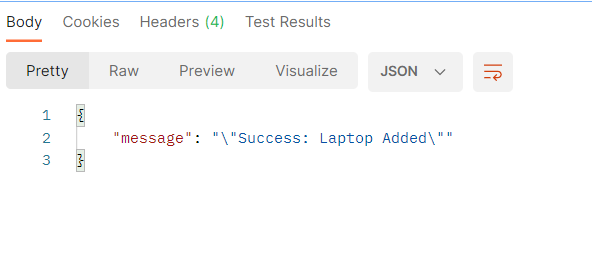 Body Cookies Headers (4) Test Results
Pretty Raw Preview Visualize JSON
1 {
2 "message": "\"Success: Laptop Added\""
3 }